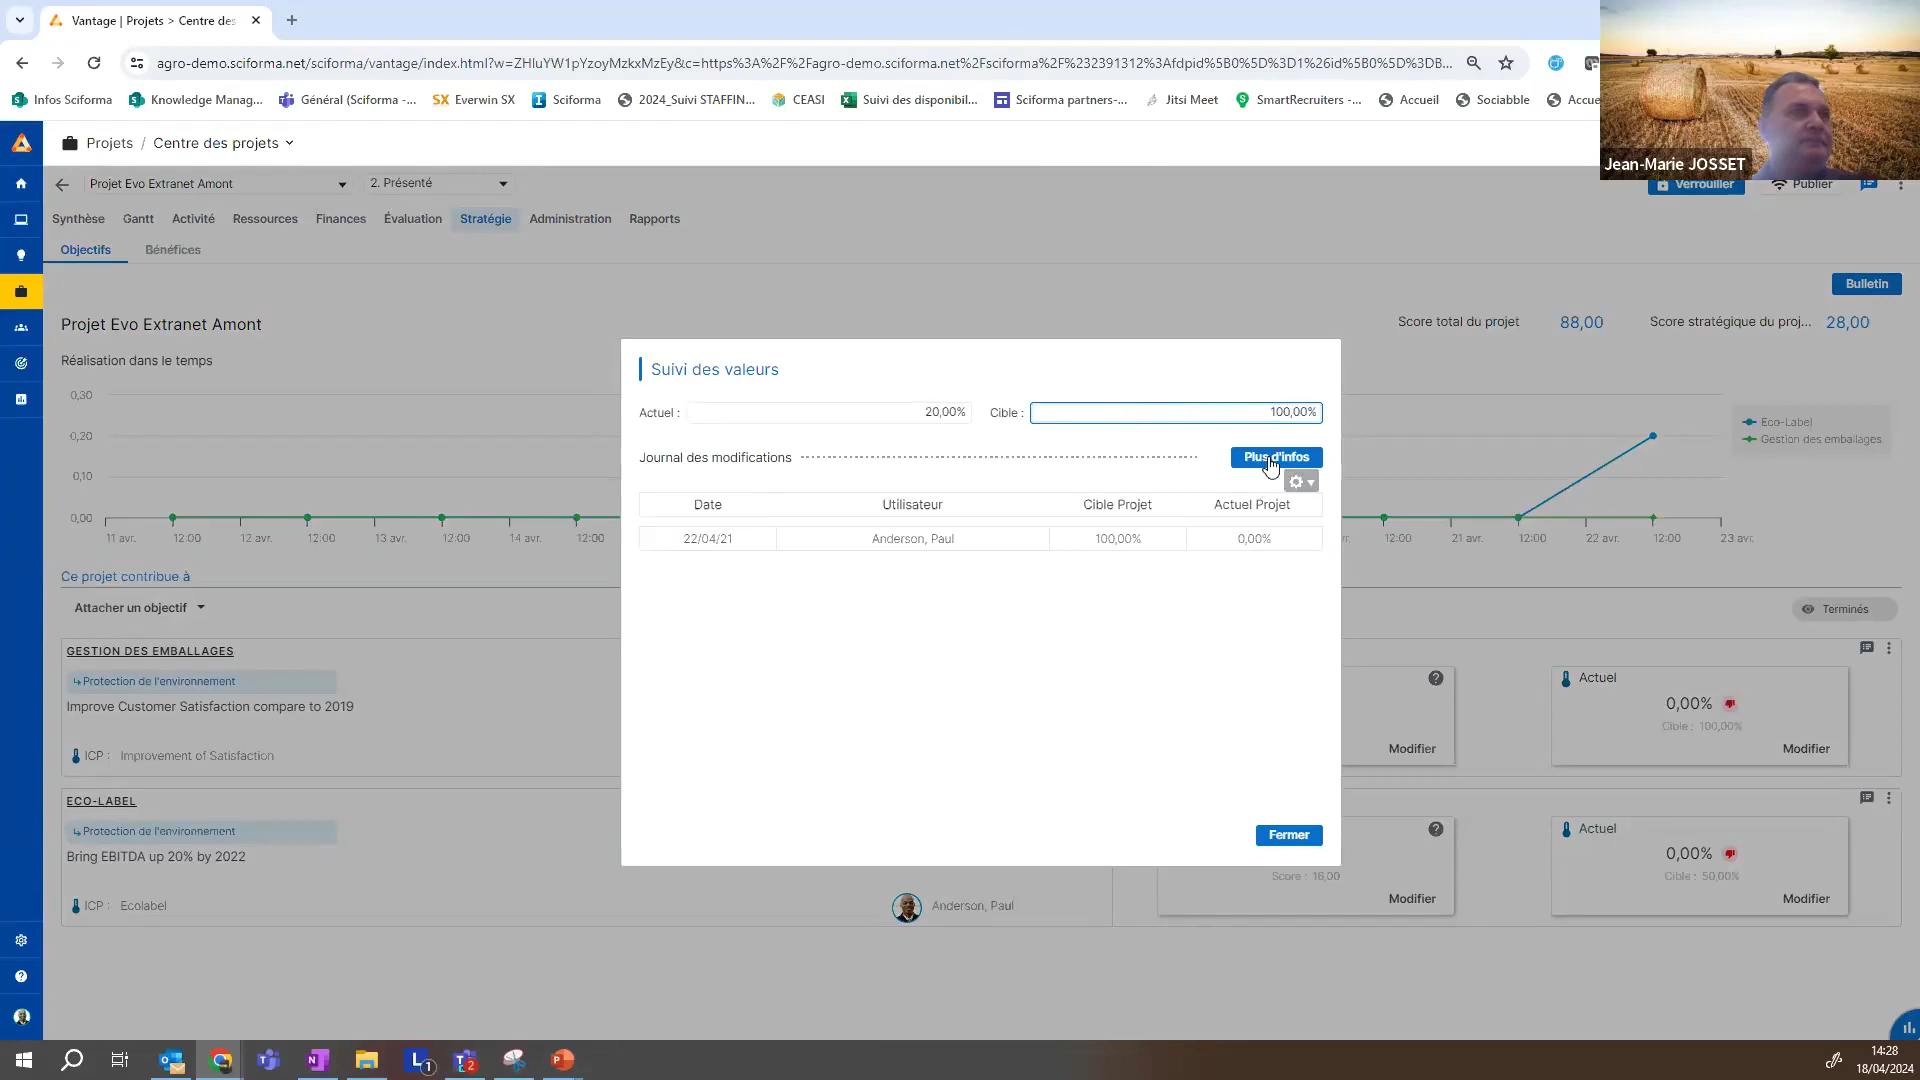 Vantage | Projets > Centre des
agro-demo.sciforma.net/sciforma/vantage/index.html?w=ZHIuYW1pYzoyMzkxMzEy&c=https%3A%2F%2Fagro-demo.sciforma.net%2Fsciforma%2F%232391312%3Afdpid%5B0%5D%3D1%26id%5B0%5D%3DB...
Infos Sciforma
Knowledge Manag...
Général (Sciforma -...
SX Everwin SX
Sciforma
2024_Suivi STAFFIN...
CEASI
Suivi des disponibil...
Sciforma partners-...
Jitsi Meet
SmartRecruiters -...
Accueil
Sociabble
Accue
Jean-Marie JOSSET
Projets / Centre des projets
Projet Evo Extranet Amont
2. Présenté
Verrouiller
Publier
Synthèse Gantt Activité Ressources Finances Évaluation Stratégie Administration Rapports
Objectifs Bénéfices
Bulletin
Projet Evo Extranet Amont
Score total du projet 88,00
Score stratégique du proj... 28,00
Réalisation dans le temps
0,30
0,20
0,10
0,00
11 avr. 12:00 12 avr. 12:00 13 avr. 12:00 14 avr. 12:00
12:00 21 avr. 12:00 22 avr. 12:00 23 avr.
Eco-Label
Gestion des emballages
Suivi des valeurs
Actuel : 20,00%
Cible : 100,00%
Journal des modifications
Plus d'infos
Date Utilisateur Cible Projet Actuel Projet
22/04/21 Anderson, Paul 100,00% 0,00%
Fermer
Ce projet contribue à
Attacher un objectif
Terminés
GESTION DES EMBALLAGES
Protection de l'environnement
Improve Customer Satisfaction compare to 2019
ICP : Improvement of Satisfaction
Modifier
Actuel
0,00%
Cible : 100,00%
Modifier
ECO-LABEL
Protection de l'environnement
Bring EBITDA up 20% by 2022
ICP : Ecolabel
Anderson, Paul
Score : 16,00
Modifier
Actuel
0,00%
Cible : 50,00%
Modifier
14:28
18/04/2024